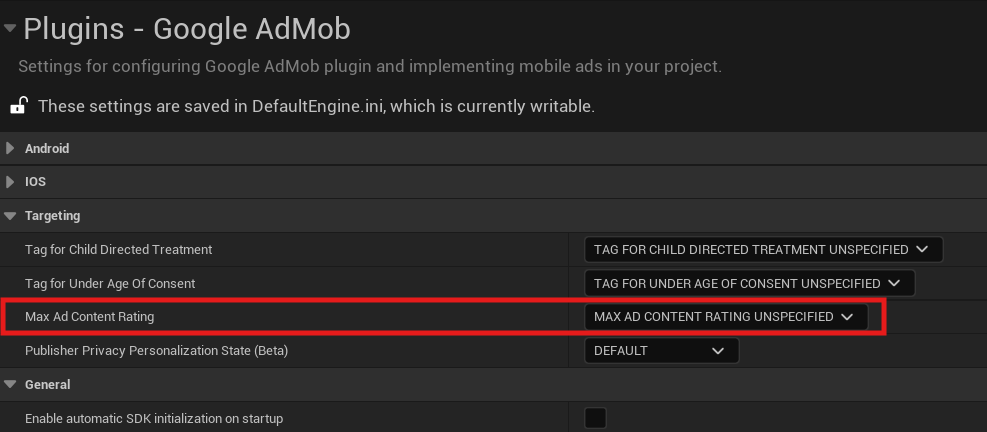 Plugins - Google AdMob
Settings for configuring Google AdMob plugin and implementing mobile ads in your project.
These settings are saved in DefaultEngine.ini, which is currently writable.
Android
IOS
Targeting
Tag for Child Directed Treatment TAG FOR CHILD DIRECTED TREATMENT UNSPECIFIED
Tag for Under Age Of Consent TAG FOR UNDER AGE OF CONSENT UNSPECIFIED
Max Ad Content Rating MAX AD CONTENT RATING UNSPECIFIED
Publisher Privacy Personalization State (Beta) DEFAULT
General
Enable automatic SDK initialization on startup